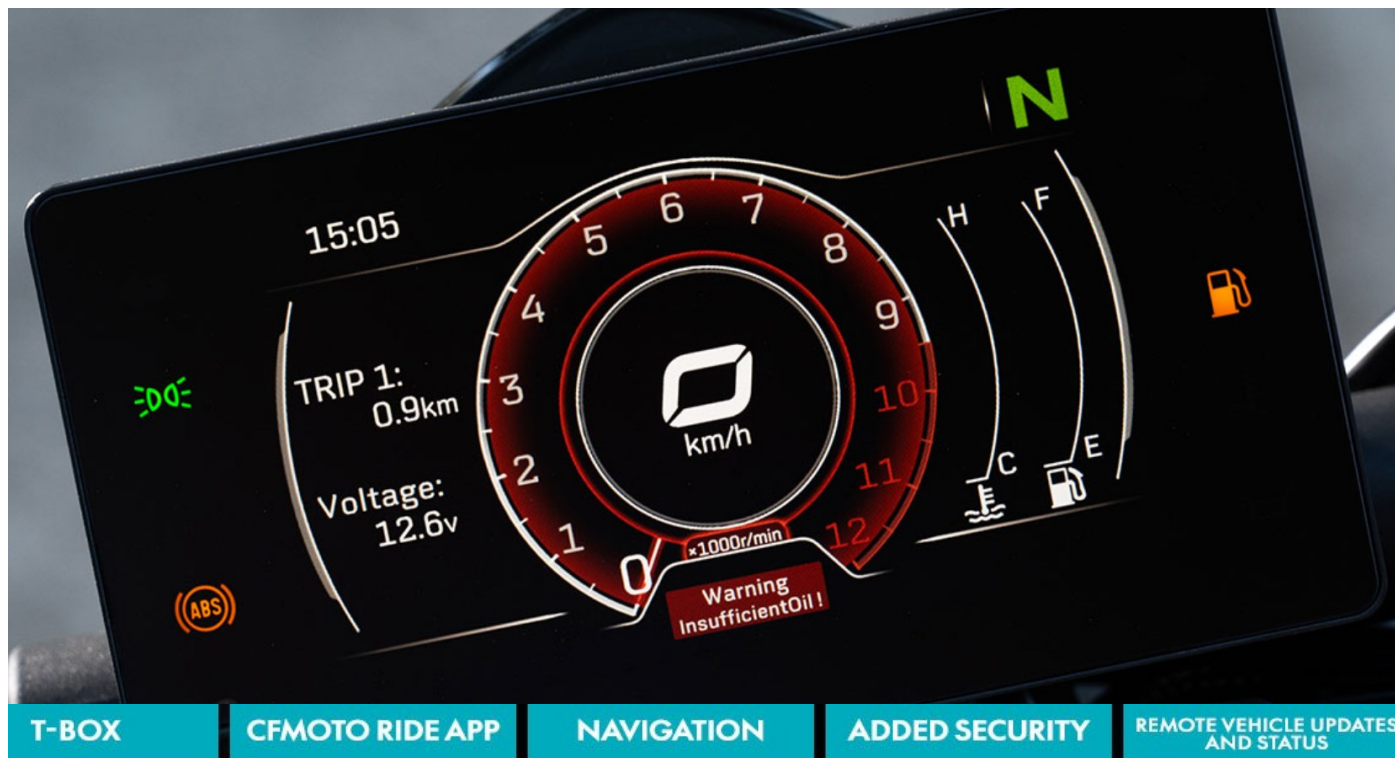 N
15:05
TRIP 1:
0.9km
Voltage:
12.6v
0
1
2
3
4
5
6
7
8
9
10
11
12
0
km/h
×1000r/min
Warning
InsufficientOil!
H
C
F
E
ABS
T-BOX
CFMOTO RIDE APP
NAVIGATION
ADDED SECURITY
REMOTE VEHICLE UPDATES
AND STATUS